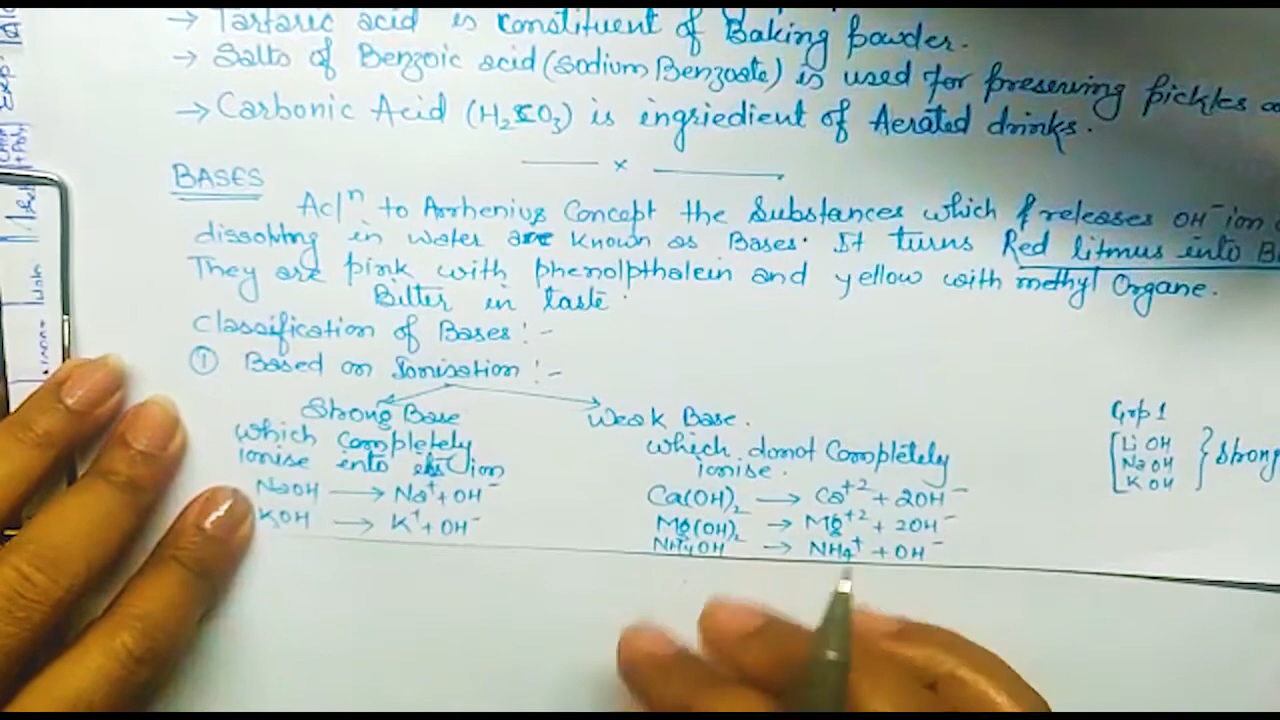 → Tartaric acid is constituent of Baking powder.
→ Salts of Benzoic acid (Sodium Benzoate) is used for preserving pickles
→ Carbonic Acid (H₂CO₃) is ingriedient of Aerated drinks.
x
BASES
Ac/ⁿ to Arrhenius Concept the Substances which releases OH⁻ ion
dissolving in water are known as Bases. It turns Red litmus into
They are pink with phenolpthalein and yellow with methyl Organe.
Bitter in taste.
Classification of Bases :-
① Based on Ionisation :-
Strong Base Weak Base.
which completely which donot Completely
ionise into ion ionise.
NaOH → Na⁺ + OH⁻ Ca(OH)₂ → Ca⁺² + 2OH⁻
KOH → K⁺ + OH⁻ Mg(OH)₂ → Mg⁺² + 2OH⁻
NH₄OH → NH₄⁺ + OH⁻
Grp 1
LiOH
NaOH } Strong
KOH